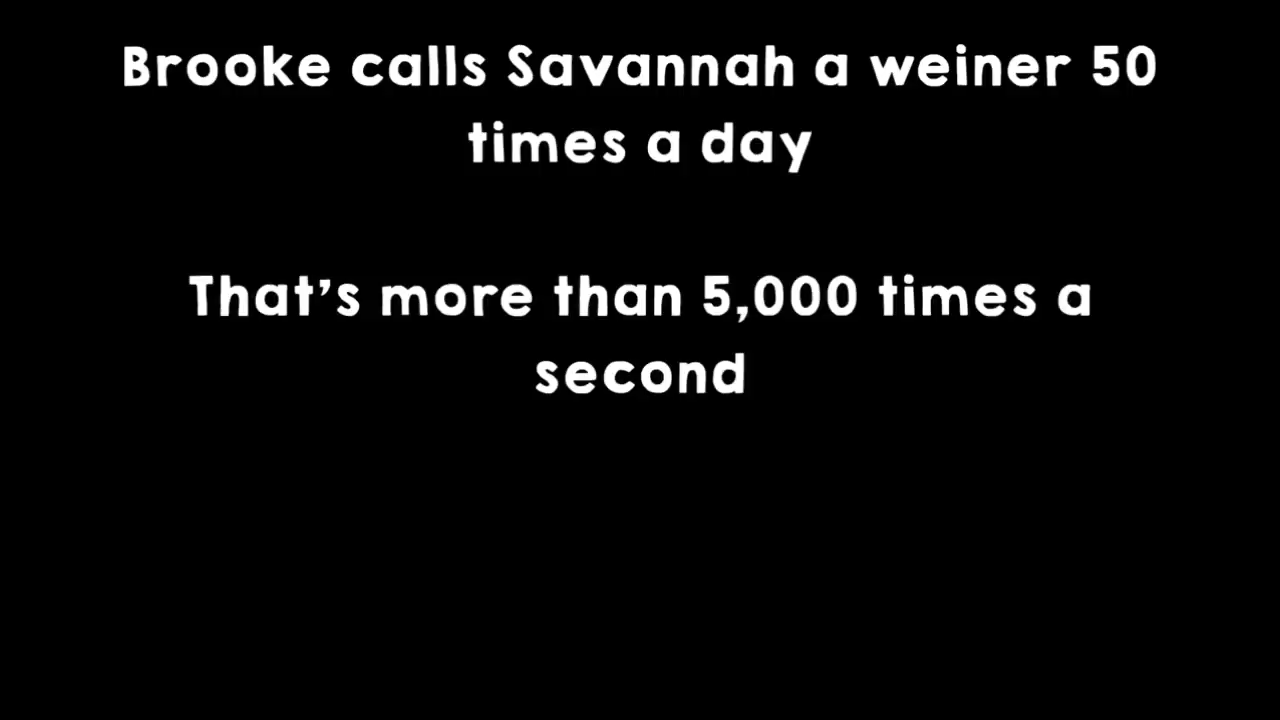 Brooke calls Savannah a weiner 50
times a day
That's more than 5,000 times a
second